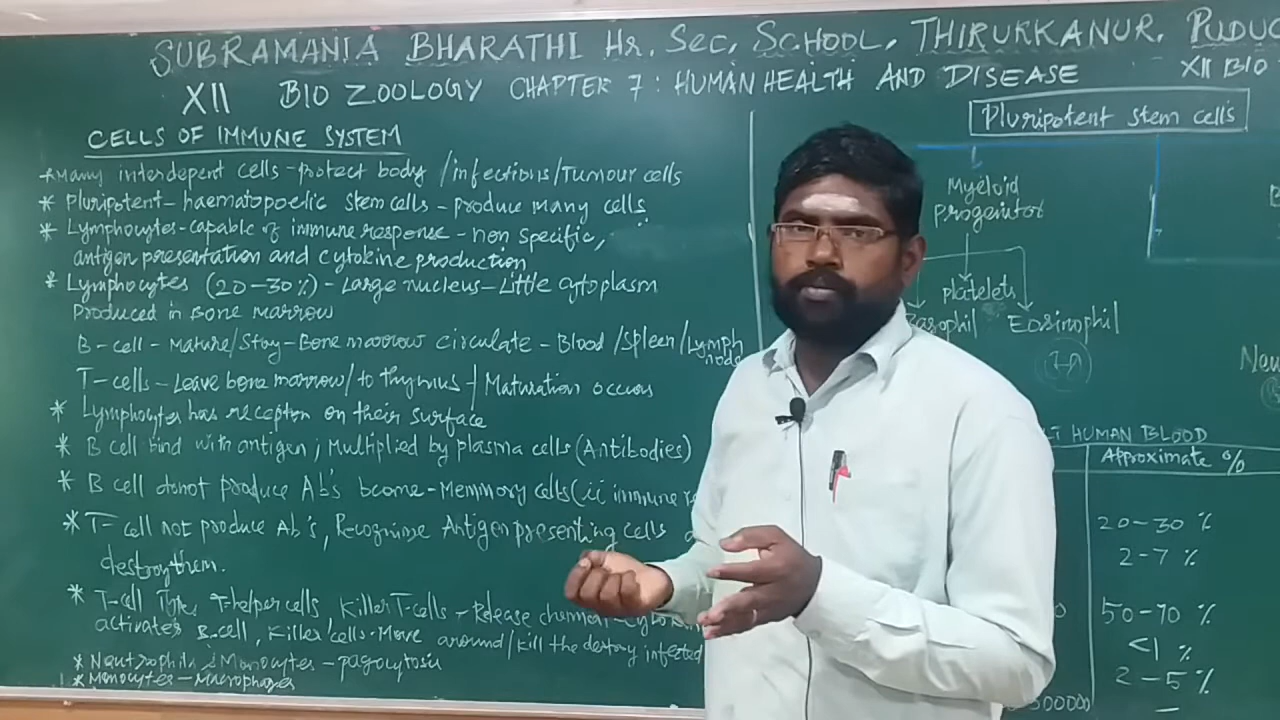 SUBRAMANIA BHARATHI Hr. Sec. SCHOOL, THIRUKKANUR. PUDUC
XII BIO ZOOLOGY CHAPTER 7: HUMAN HEALTH AND DISEASE
XII BIO
CELLS OF IMMUNE SYSTEM
* Many interdepent cells - protect body / infections / Tumour cells
* Pluripotent - haematopoetic stem cells - produce many cells
* Lymphocytes - capable of immune response - non specific,
antigen presentation and cytokine production
* Lymphocytes (20-30%) - Large nucleus - Little cytoplasm
produced in Bone marrow
B-cell - Mature/Stay - Bone marrow circulate - Blood / Spleen / Lymph node
T-cells - Leave bone marrow / to Thymus - Maturation occurs
* Lymphocytes has receptor on their surface
* B cell bind with antigen; Multiplied by plasma cells (Antibodies)
* B cell donot produce Ab's bcome - Memmory cells (ii immune re
* T-cell not produce Ab's, Recognise Antigen presenting cells
destroy them.
* T-cell T-helper cells, Killer T-cells - Release chemical
activates B-cell, Killer cells - Move around / kill the destroy infected
* Neutrophils & Monocytes - pagocytosis
* Monocytes - Macrophages
Pluripotent stem cells
Myeloid
progenitor
platelets
Basophil Eosinophil
HUMAN BLOOD
Approximate %
20-30 %
2-7 %
50-70 %
<1 %
2-5 %